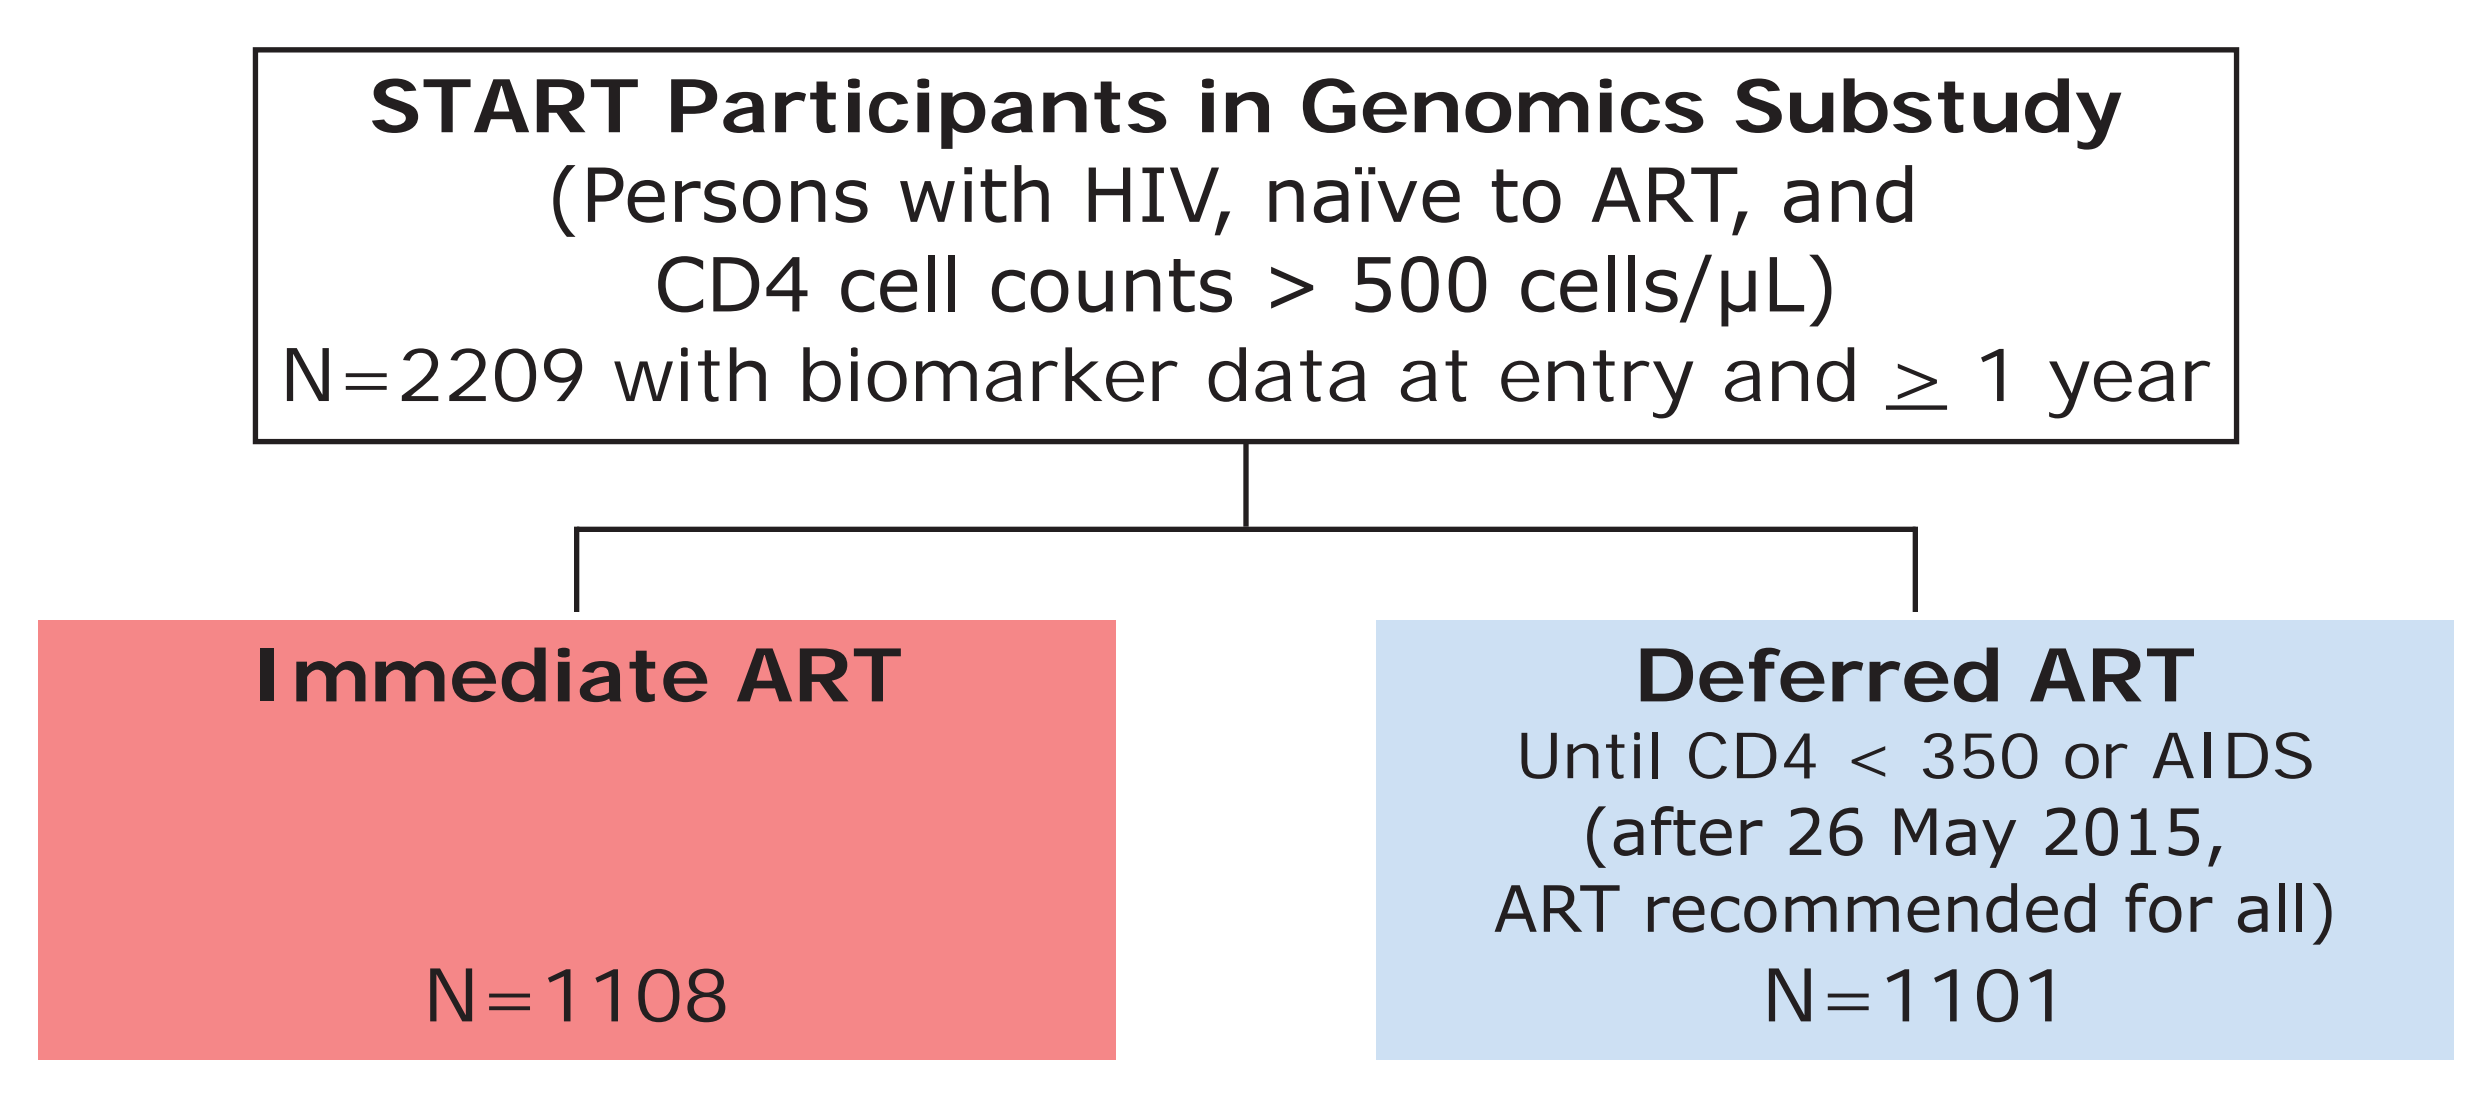 START Participants in Genomics Substudy
(Persons with HIV, naïve to ART, and
CD4 cell counts > 500 cells/µL)
N=2209 with biomarker data at entry and ≥ 1 year
Immediate ART
N=1108
Deferred ART
Until CD4 < 350 or AIDS
(after 26 May 2015,
ART recommended for all)
N=1101